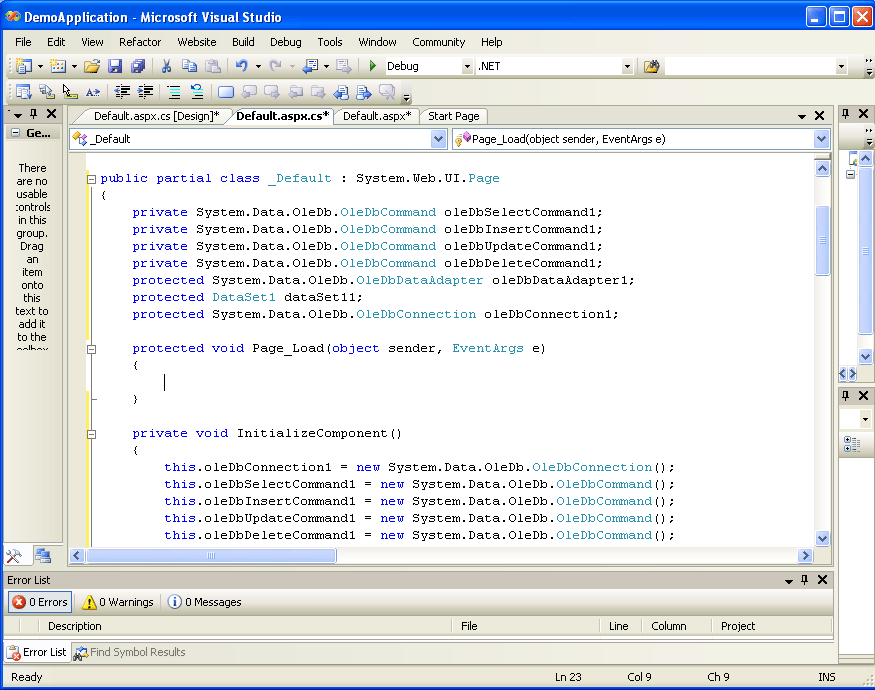 DemoApplication - Microsoft Visual Studio
File Edit View Refactor Website Build Debug Tools Window Community Help
Debug .NET
Default.aspx.cs [Design]* Default.aspx.cs* Default.aspx* Start Page
Ge...
_Default Page_Load(object sender, EventArgs e)
There
are no
usable
controls
in this
group.
Drag
an
item
onto
this
text to
add it
to the
toolbox
public partial class _Default : System.Web.UI.Page
{
private System.Data.OleDb.OleDbCommand oleDbSelectCommand1;
private System.Data.OleDb.OleDbCommand oleDbInsertCommand1;
private System.Data.OleDb.OleDbCommand oleDbUpdateCommand1;
private System.Data.OleDb.OleDbCommand oleDbDeleteCommand1;
protected System.Data.OleDb.OleDbDataAdapter oleDbDataAdapter1;
protected DataSet1 dataSet11;
protected System.Data.OleDb.OleDbConnection oleDbConnection1;
protected void Page_Load(object sender, EventArgs e)
{
}
private void InitializeComponent()
{
this.oleDbConnection1 = new System.Data.OleDb.OleDbConnection();
this.oleDbSelectCommand1 = new System.Data.OleDb.OleDbCommand();
this.oleDbInsertCommand1 = new System.Data.OleDb.OleDbCommand();
this.oleDbUpdateCommand1 = new System.Data.OleDb.OleDbCommand();
this.oleDbDeleteCommand1 = new System.Data.OleDb.OleDbCommand();
Error List
0 Errors 0 Warnings 0 Messages
Description File Line Column Project
Error List Find Symbol Results
Ready Ln 23 Col 9 Ch 9 INS